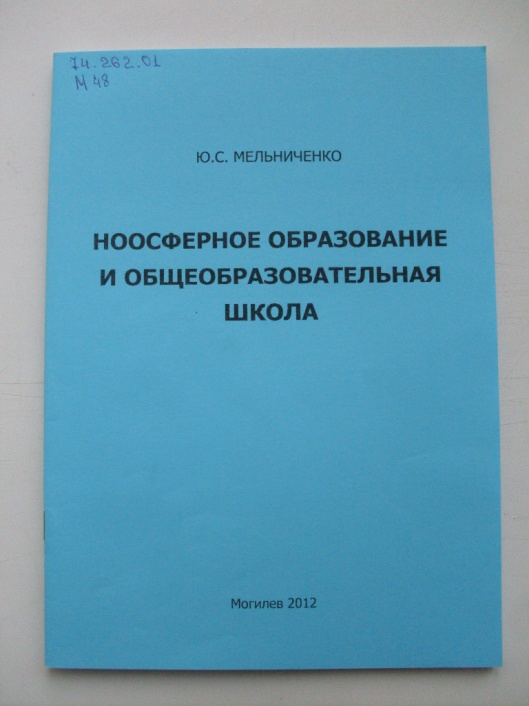 74.262.01
М 48
Ю.С. МЕЛЬНИЧЕНКО
НООСФЕРНОЕ ОБРАЗОВАНИЕ
И ОБЩЕОБРАЗОВАТЕЛЬНАЯ
ШКОЛА
Могилев 2012